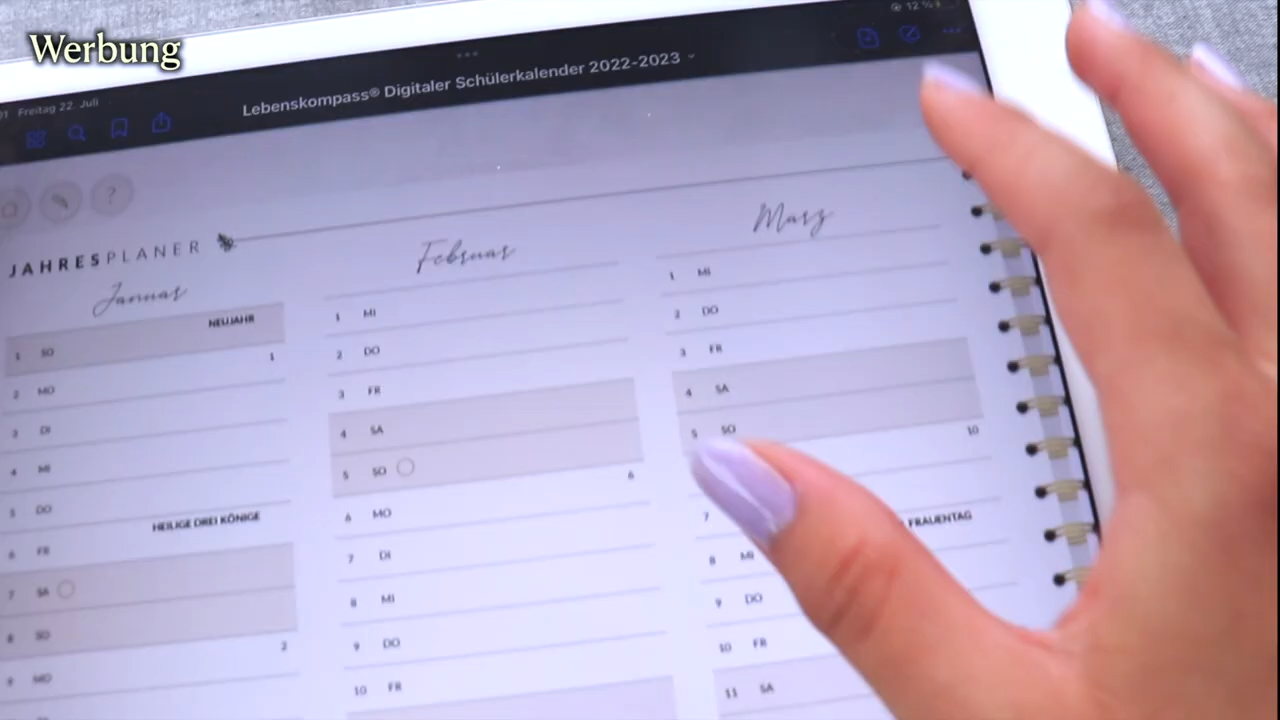 Werbung
12 %
Freitag 22. Juli
Lebenskompass® Digitaler Schülerkalender 2022-2023
?
JAHRESPLANER
Januar
NEUJAHR
1 SO
1
2 MO
3 DI
4 MI
5 DO
HEILIGE DREI KÖNIGE
6 FR
7 SA
8 SO
2
9 MO
Februar
1 MI
2 DO
3 FR
4 SA
5 SO
6
6 MO
7 DI
8 MI
9 DO
10 FR
März
1 MI
2 DO
3 FR
4 SA
5 SO
10
7
FRAUENTAG
8 MI
9 DO
10 FR
11 SA